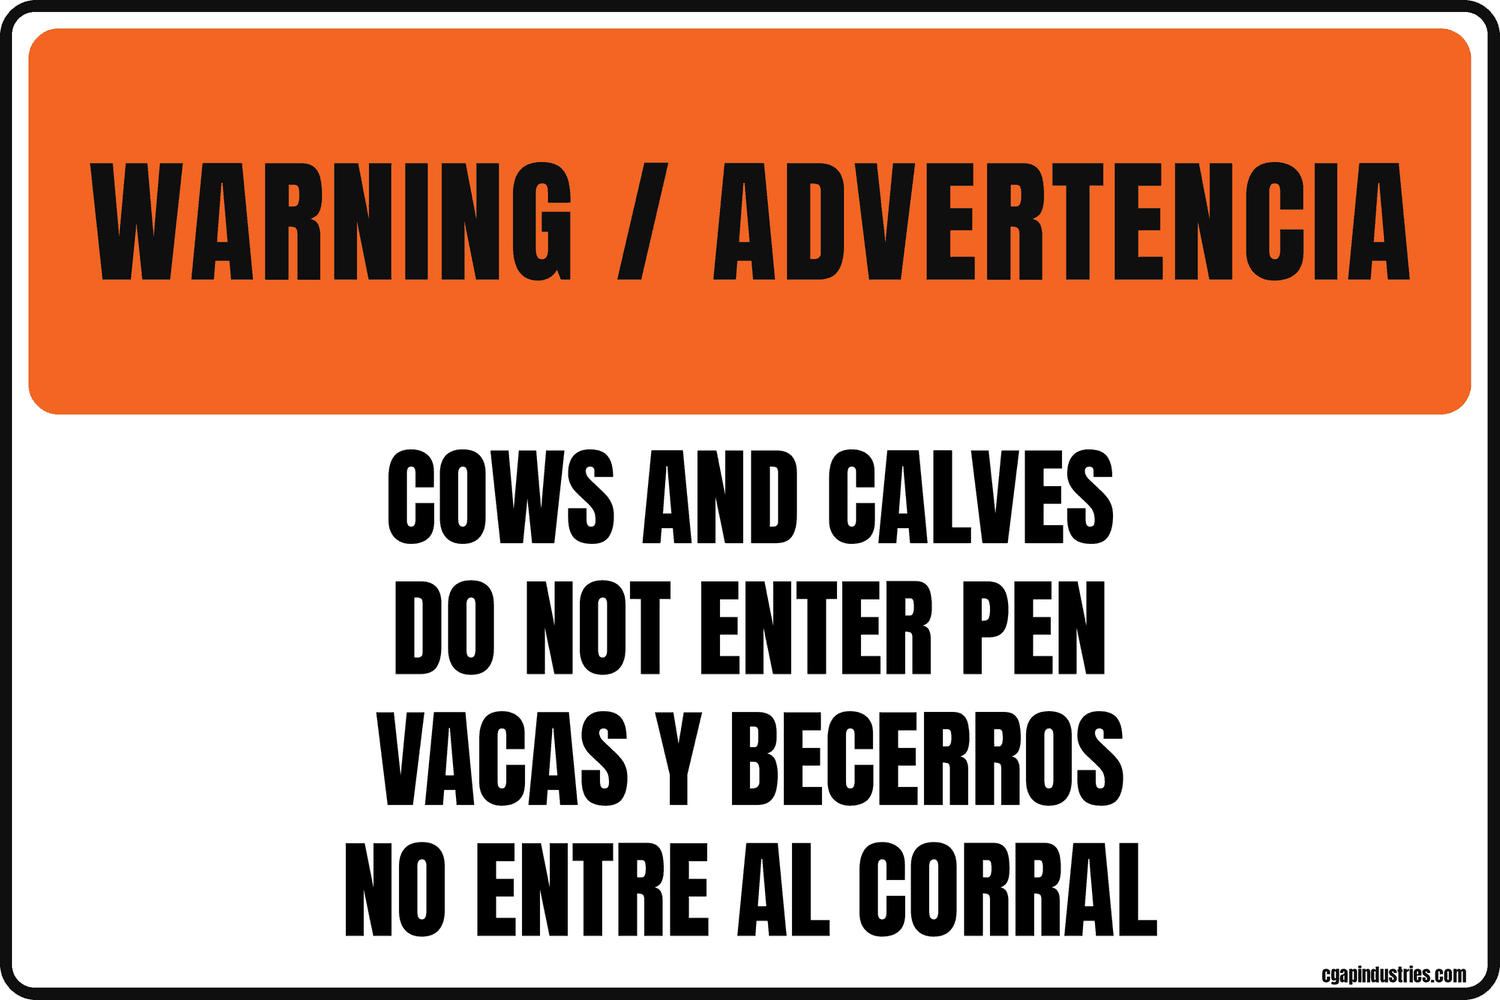 WARNING / ADVERTENCIA
COWS AND CALVES
DO NOT ENTER PEN
VACAS Y BECERROS
NO ENTRE AL CORRAL
cgapindustries.com